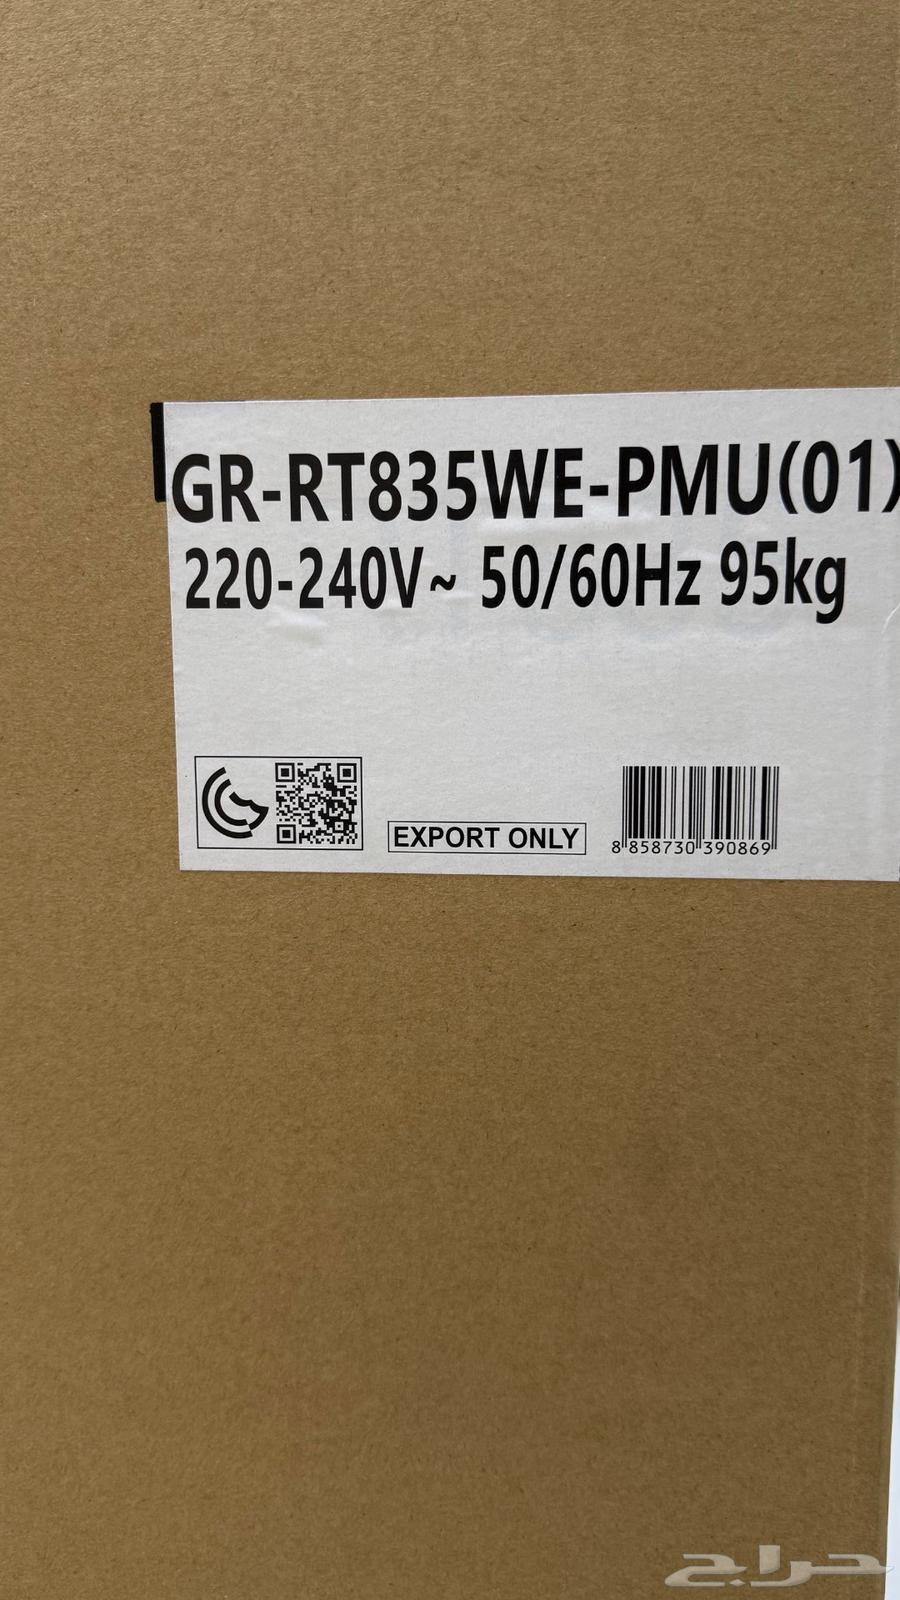 GR-RT835WE-PMU(01)
220-240V~ 50/60Hz 95kg
EXPORT ONLY
8 858730 390869
حراج